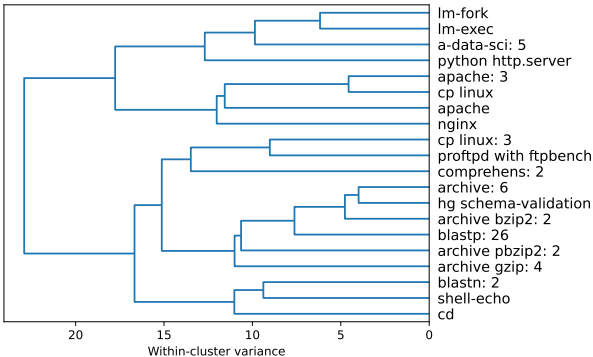 lm-fork
lm-exec
a-data-sci: 5
python http.server
apache: 3
cp linux
apache
nginx
cp linux: 3
proftpd with ftpbench
comprehens: 2
archive: 6
hg schema-validation
archive bzip2: 2
blastp: 26
archive pbzip2: 2
archive gzip: 4
blastn: 2
shell-echo
cd
20 15 10 5 0
Within-cluster variance